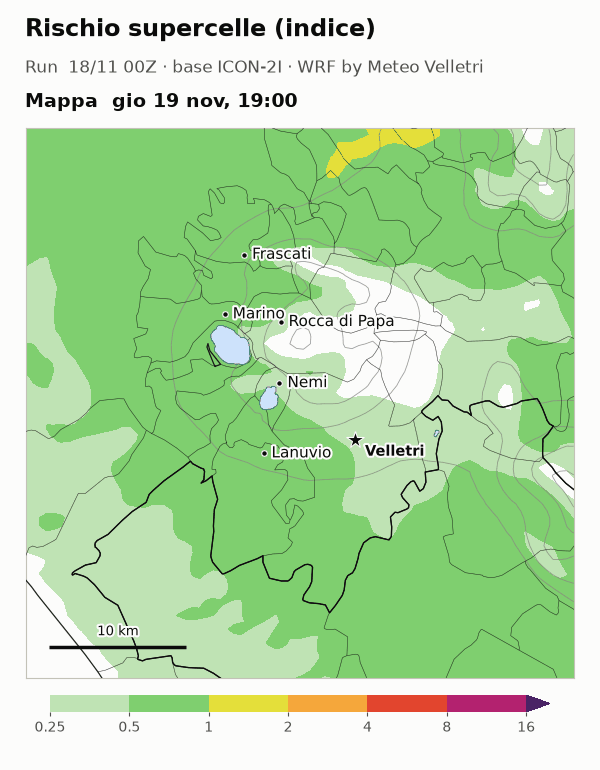 Rischio supercelle (indice)
Run  18/11 00Z · base ICON-2I · WRF by Meteo Velletri
Mappa  gio 19 nov, 19:00
Frascati
Marino
Rocca di Papa
Nemi
Velletri
Lanuvio
10 km
0.25 0.5 1 2 4 8 16